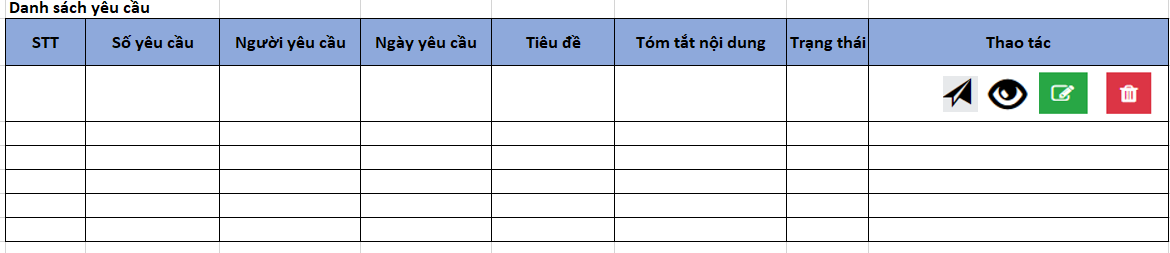 Danh sách yêu cầu
STT Số yêu cầu Người yêu cầu Ngày yêu cầu Tiêu đề Tóm tắt nội dung Trạng thái Thao tác